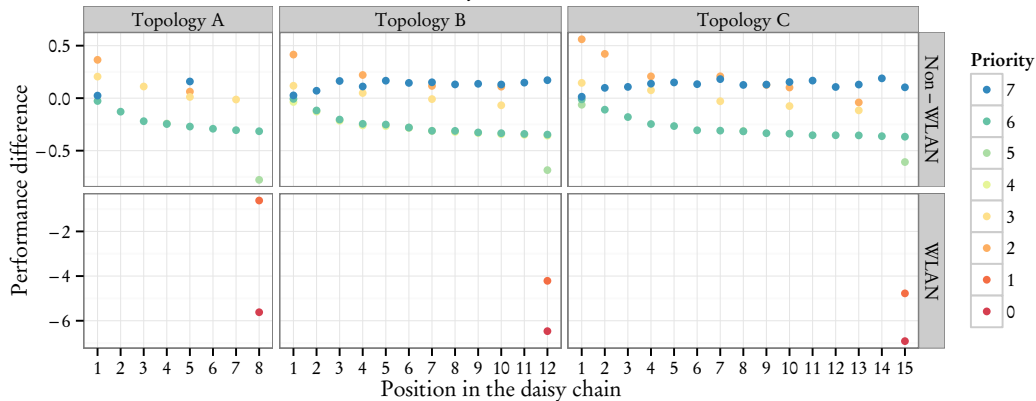 Topology A Topology B Topology C
Performance difference
0.5
0.0
−0.5
Non−WLAN
−2
−4
−6
WLAN
1 2 3 4 5 6 7 8 1 2 3 4 5 6 7 8 9 10 11 12 1 2 3 4 5 6 7 8 9 10 11 12 13 14 15
Position in the daisy chain
Priority
7
6
5
4
3
2
1
0